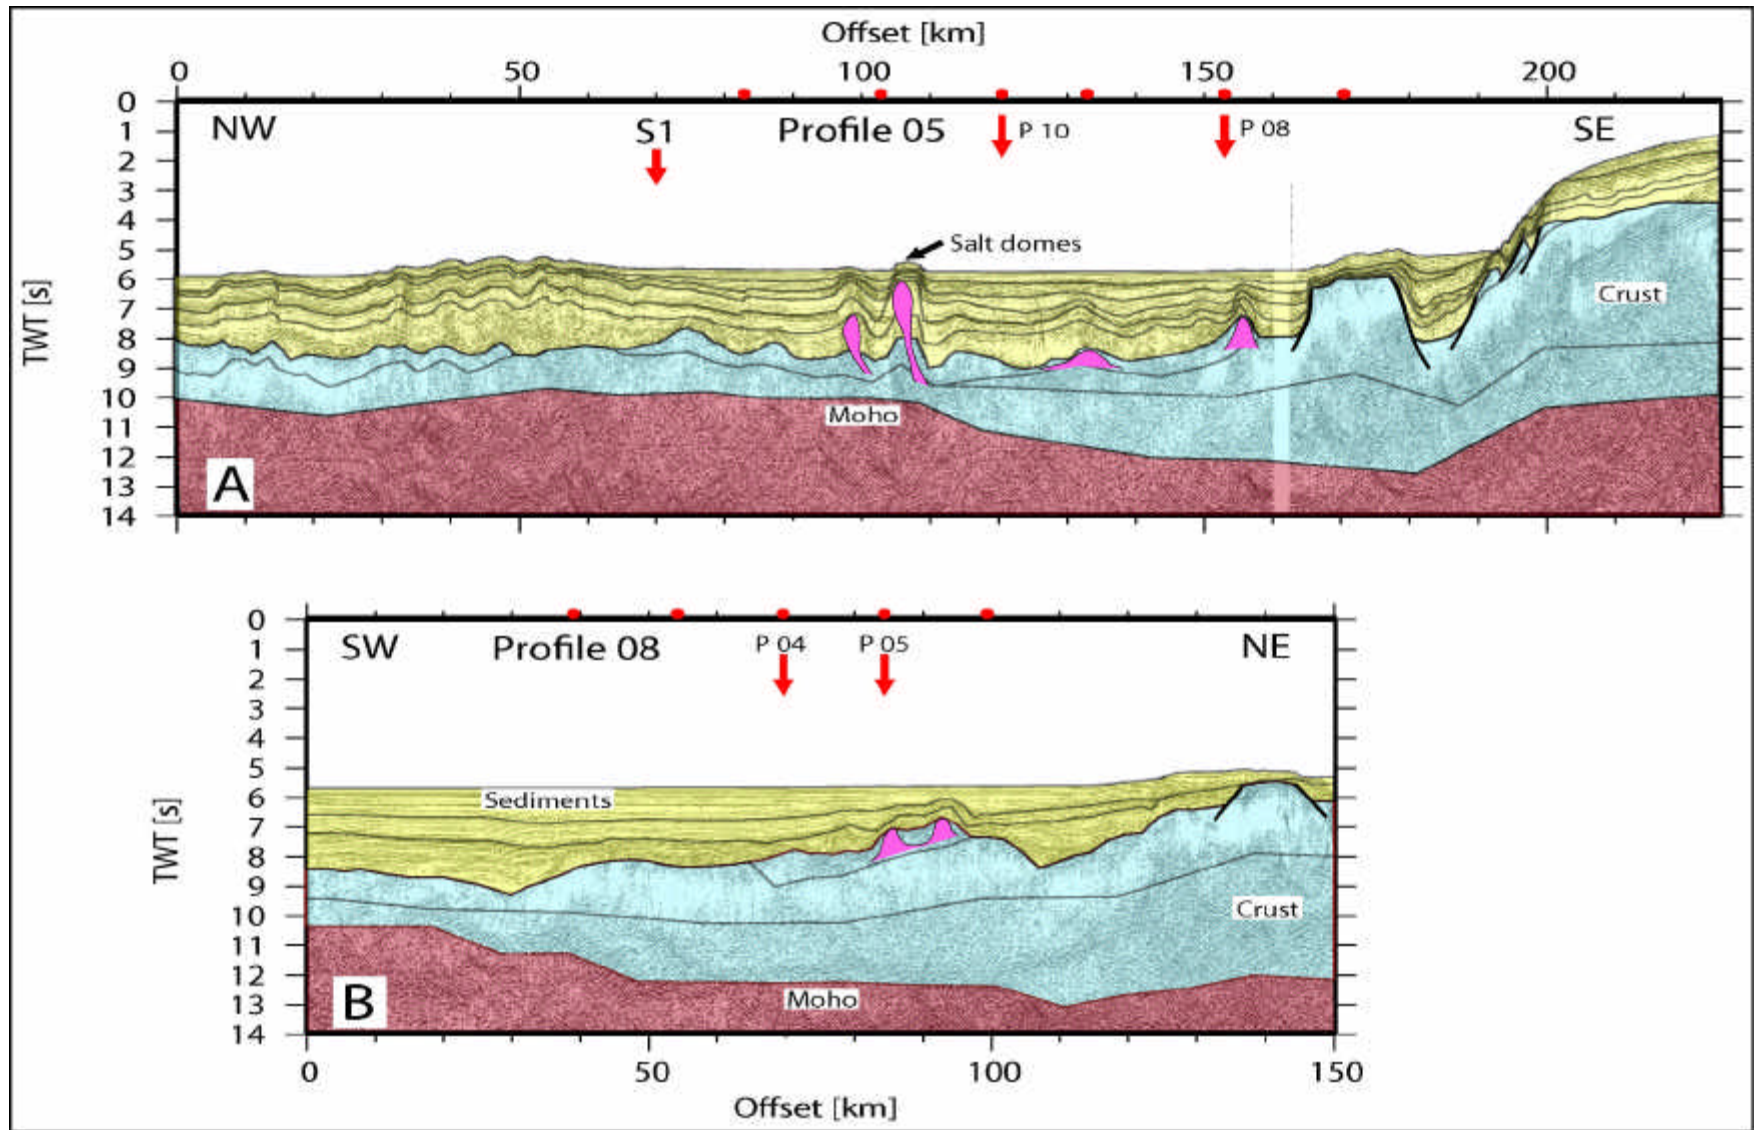 Offset [km]
0 50 100 150 200
0
NW S1 Profile 05 P 10 P 08 SE
1
2
3
4
5
Salt domes
6
7
Crust
8
9
10
Moho
11
12
13
14
TWT [s]
A
0
SW Profile 08 P 04 P 05 NE
1
2
3
4
5
6
Sediments
7
8
9
10
Crust
11
12
13
Moho
14
TWT [s]
B
0 50 100 150
Offset [km]